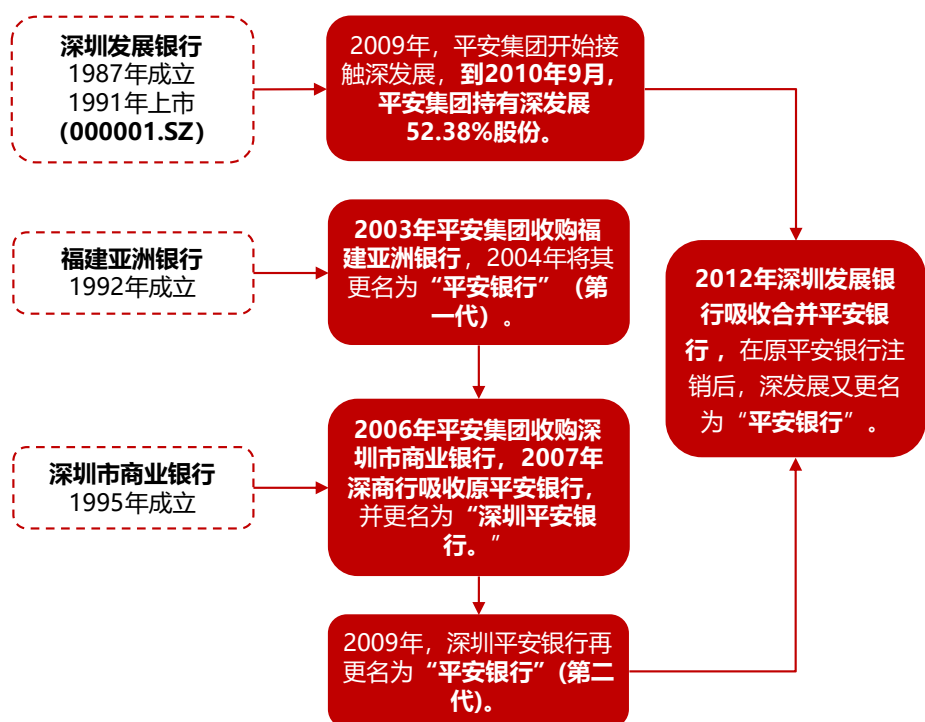 深圳发展银行
1987年成立
1991年上市
(000001.SZ）
2009年，平安集团开始接
触深发展，到2010年9月，
平安集团持有深发展
52.38%股份。
福建亚洲银行
1992年成立
2003年平安集团收购福
建亚洲银行，2004年将其
更名为“平安银行”（第
一代）。
2012年深圳发展银
行吸收合并平安银
行，在原平安银行注
销后，深发展又更名
为“平安银行”。
深圳市商业银行
1995年成立
2006年平安集团收购深
圳市商业银行，2007年
深商行吸收原平安银行，
并更名为“深圳平安银
行。”
2009年，深圳平安银行再
更名为“平安银行”(第二
代)。